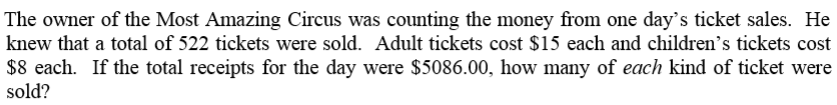 The owner of the Most Amazing Circus was counting the money from one day's ticket sales. He
knew that a total of 522 tickets were sold. Adult tickets cost $15 each and children's tickets cost
$8 each. If the total receipts for the day were $5086.00, how many of each kind of ticket were
sold?